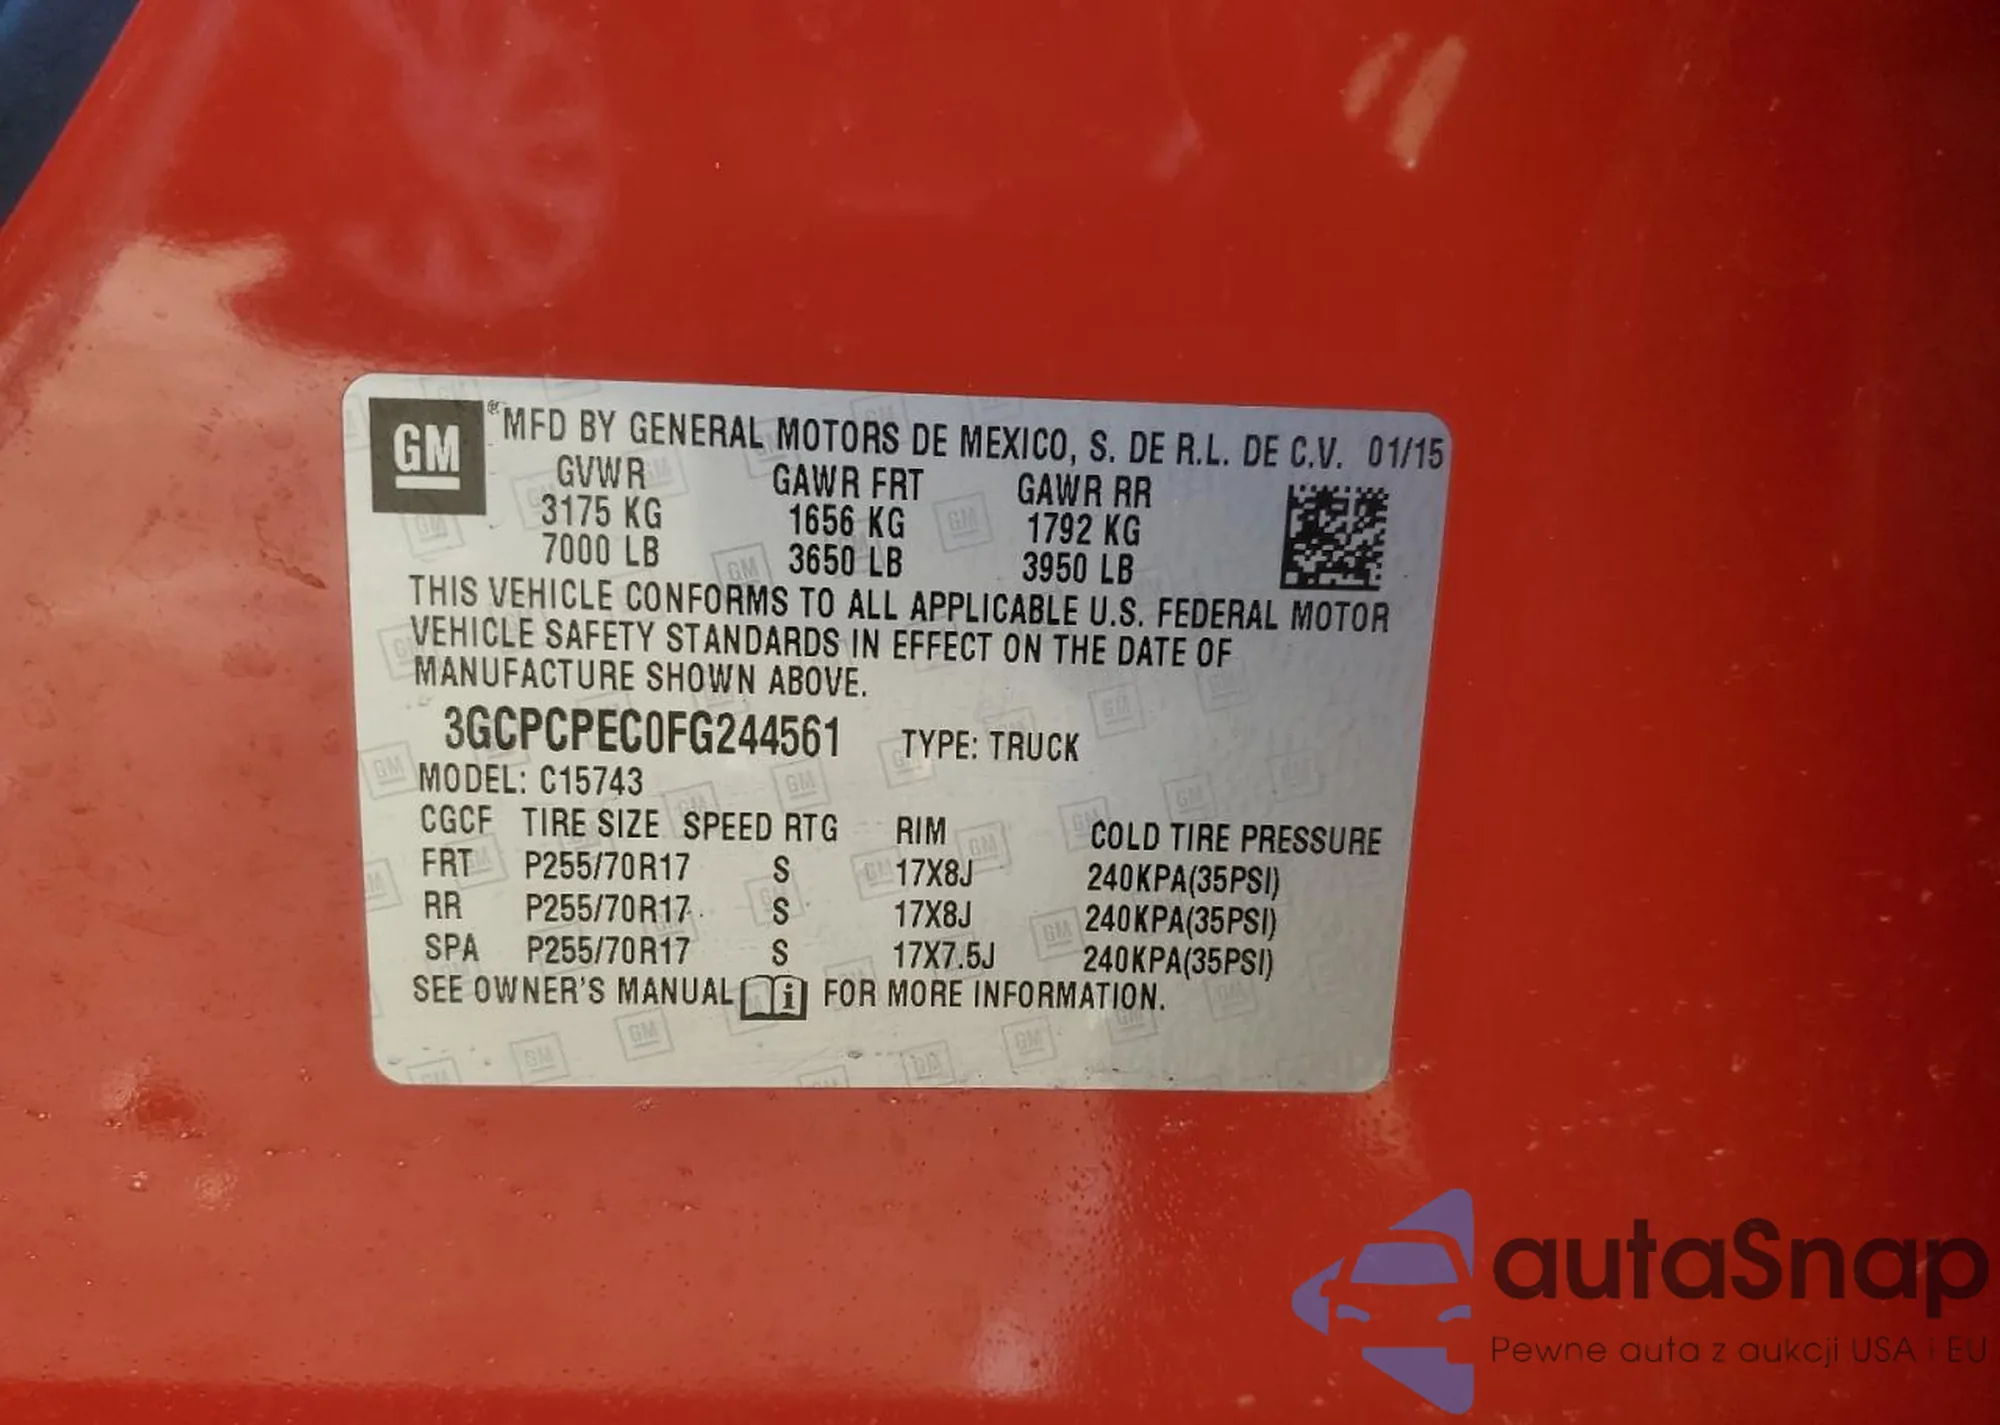 GM
® MFD BY GENERAL MOTORS DE MEXICO, S. DE R.L. DE C.V. 01/15
GVWR GAWR FRT GAWR RR
3175 KG 1656 KG 1792 KG
7000 LB 3650 LB 3950 LB
THIS VEHICLE CONFORMS TO ALL APPLICABLE U.S. FEDERAL MOTOR
VEHICLE SAFETY STANDARDS IN EFFECT ON THE DATE OF
MANUFACTURE SHOWN ABOVE.
3GCPCPEC0FG244561 TYPE: TRUCK
MODEL: C15743
CGCF TIRE SIZE SPEED RTG RIM COLD TIRE PRESSURE
FRT P255/70R17 S 17X8J 240KPA(35PSI)
RR P255/70R17 S 17X8J 240KPA(35PSI)
SPA P255/70R17 S 17X7.5J 240KPA(35PSI)
SEE OWNER'S MANUAL i FOR MORE INFORMATION.
autaSnap
Pewne auta z aukcji USA i EU